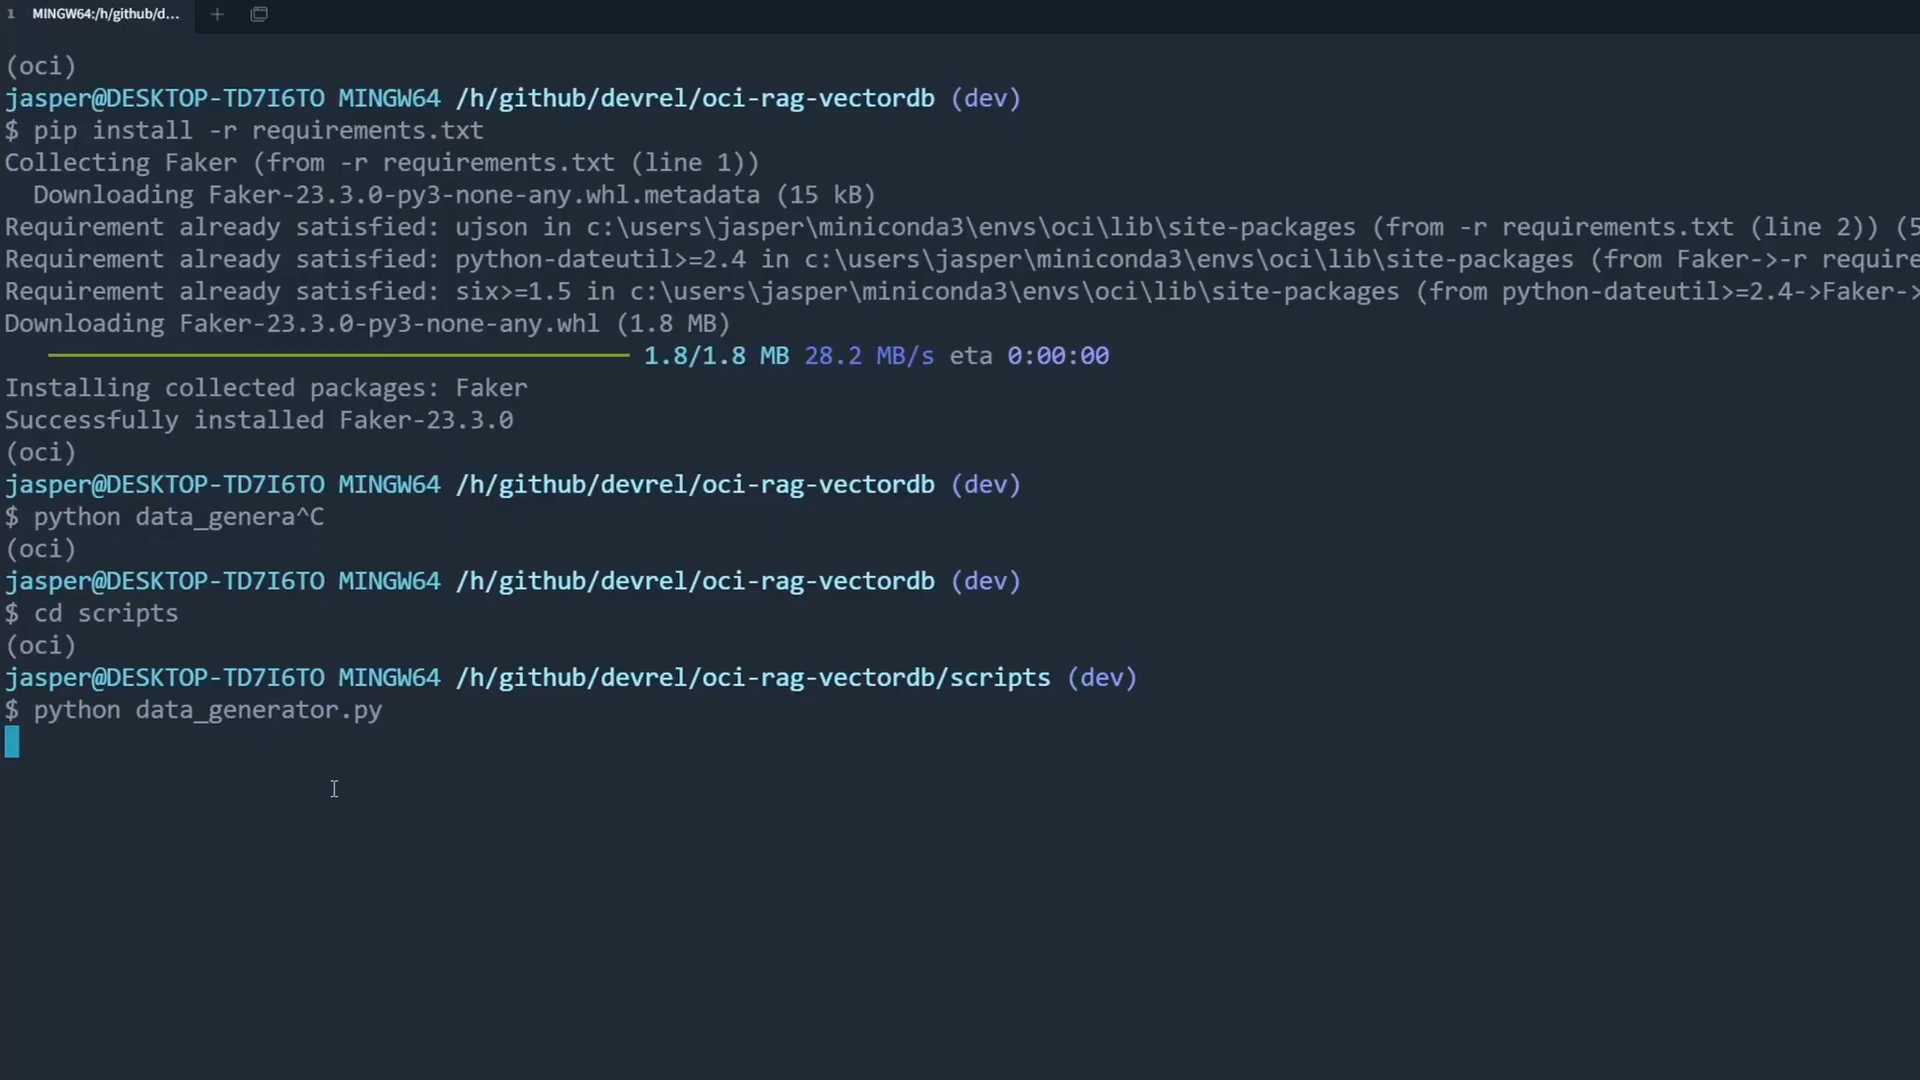 1 MINGW64:/h/github/d...
(oci)
jasper@DESKTOP-TD7I6TO MINGW64 /h/github/devrel/oci-rag-vectordb (dev)
$ pip install -r requirements.txt
Collecting Faker (from -r requirements.txt (line 1))
Downloading Faker-23.3.0-py3-none-any.whl.metadata (15 kB)
Requirement already satisfied: ujson in c:\users\jasper\miniconda3\envs\oci\lib\site-packages (from -r requirements.txt (line 2)) (5
Requirement already satisfied: python-dateutil>=2.4 in c:\users\jasper\miniconda3\envs\oci\lib\site-packages (from Faker->-r require
Requirement already satisfied: six>=1.5 in c:\users\jasper\miniconda3\envs\oci\lib\site-packages (from python-dateutil>=2.4->Faker->
Downloading Faker-23.3.0-py3-none-any.whl (1.8 MB)
1.8/1.8 MB 28.2 MB/s eta 0:00:00
Installing collected packages: Faker
Successfully installed Faker-23.3.0
(oci)
jasper@DESKTOP-TD7I6TO MINGW64 /h/github/devrel/oci-rag-vectordb (dev)
$ python data_genera^C
(oci)
jasper@DESKTOP-TD7I6TO MINGW64 /h/github/devrel/oci-rag-vectordb (dev)
$ cd scripts
(oci)
jasper@DESKTOP-TD7I6TO MINGW64 /h/github/devrel/oci-rag-vectordb/scripts (dev)
$ python data_generator.py